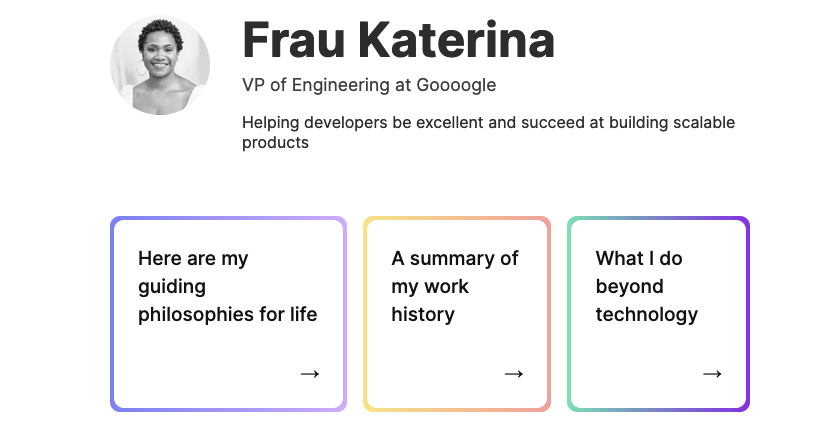 Frau Katerina
VP of Engineering at Goooogle
Helping developers be excellent and succeed at building scalable
products
Here are my
guiding
philosophies for life
→
A summary of
my work
history
→
What I do
beyond
technology
→